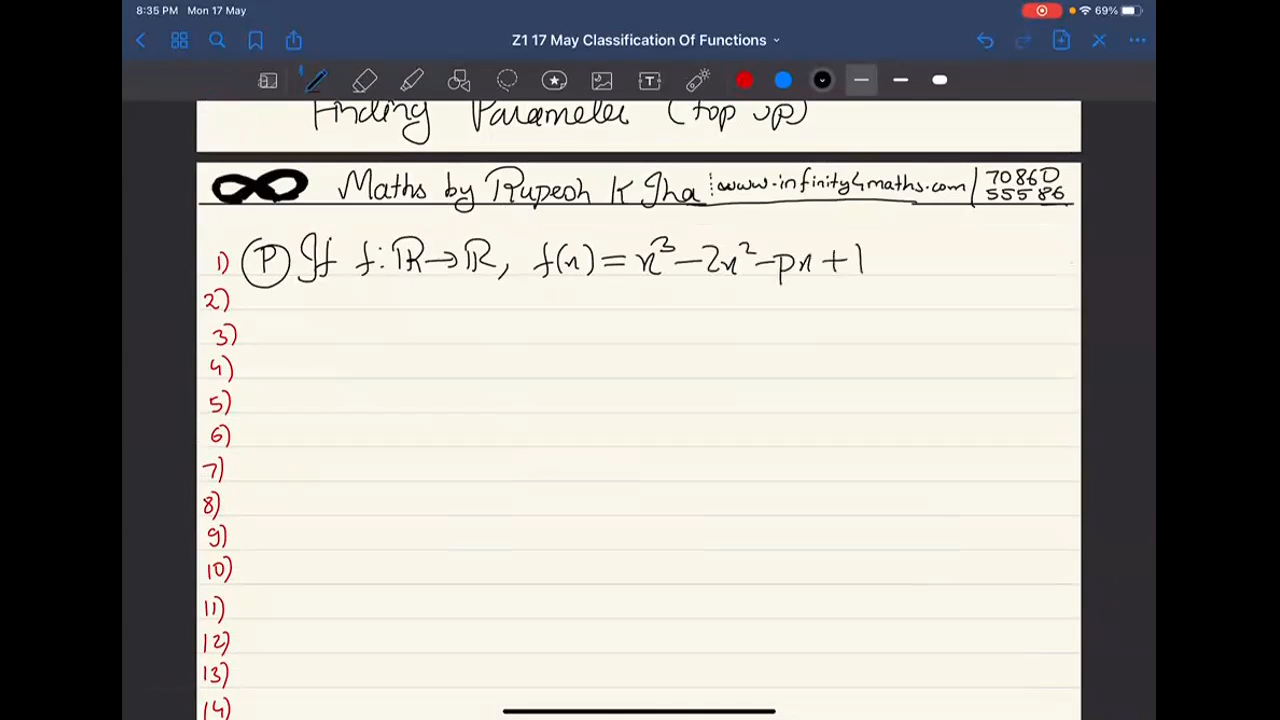 8:35 PM Mon 17 May
69%
Z1 17 May Classification Of Functions
Finding Parameter (top up)
Maths by Rupesh K Jha www.infinity4maths.com 70860 55586
1) P If f: ℝ→ℝ, f(x) = x³ – 2x² – px + 1
2)
3)
4)
5)
6)
7)
8)
9)
10)
11)
12)
13)
14)